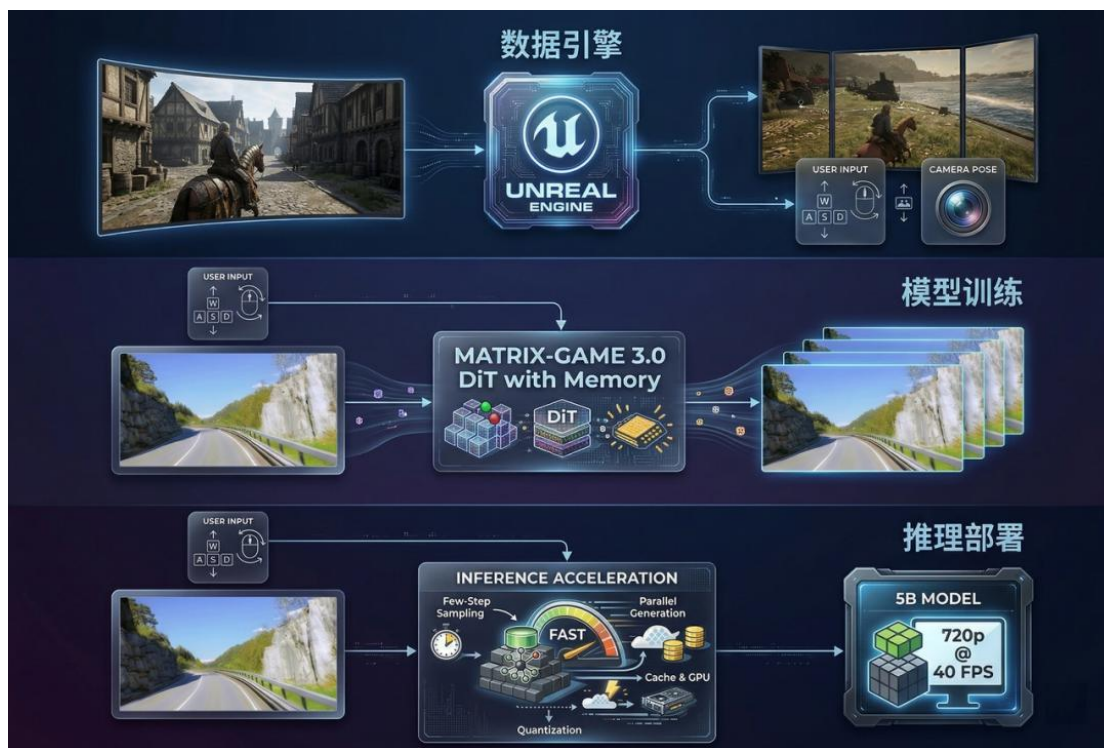 数据引擎
UNREAL
ENGINE
USER INPUT
W
A S D
CAMERA POSE
模型训练
USER INPUT
W
A S D
MATRIX-GAME 3.0
DiT with Memory
DiT
推理部署
USER INPUT
W
A S D
INFERENCE ACCELERATION
Few-Step
Sampling
FAST
Parallel
Generation
Cache & GPU
Quantization
5B MODEL
720p
@
40 FPS